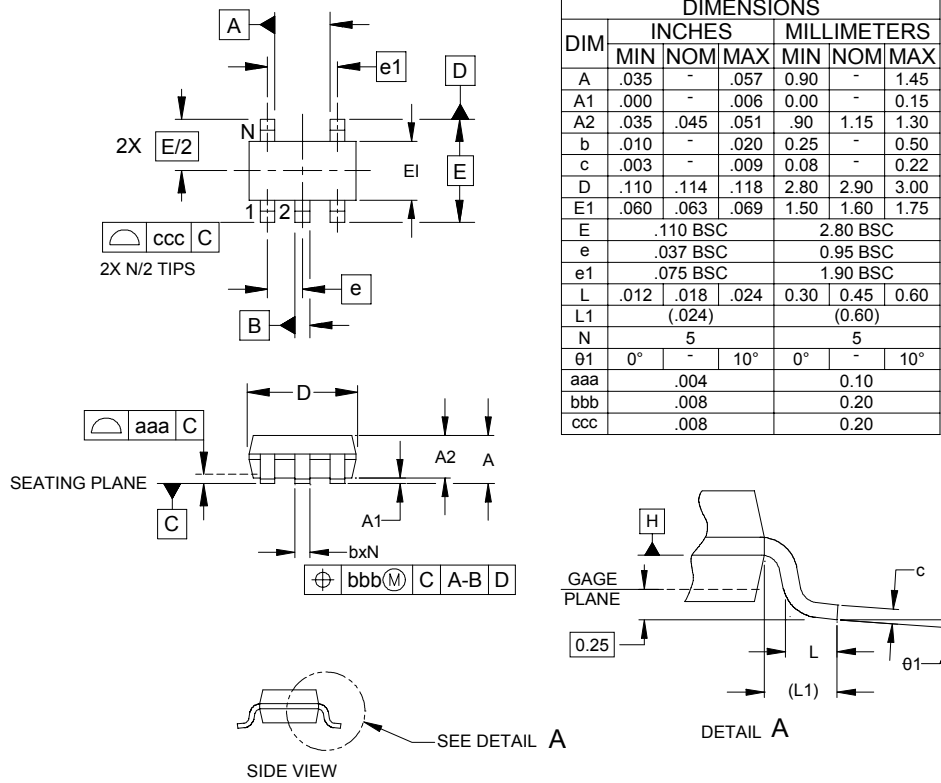 A
e1
D
N
2X E/2
EI
E
1 2
ccc C
2X N/2 TIPS
e
B
D
aaa C
A2 A
SEATING PLANE
C
A1
bxN
bbb Ⓜ C A-B D
SEE DETAIL A
SIDE VIEW
DIMENSIONS
DIM INCHES MILLIMETERS
MIN NOM MAX MIN NOM MAX
A .035 - .057 0.90 - 1.45
A1 .000 - .006 0.00 - 0.15
A2 .035 .045 .051 .90 1.15 1.30
b .010 - .020 0.25 - 0.50
c .003 - .009 0.08 - 0.22
D .110 .114 .118 2.80 2.90 3.00
E1 .060 .063 .069 1.50 1.60 1.75
E .110 BSC 2.80 BSC
e .037 BSC 0.95 BSC
e1 .075 BSC 1.90 BSC
L .012 .018 .024 0.30 0.45 0.60
L1 (.024) (0.60)
N 5 5
θ1 0° - 10° 0° - 10°
aaa .004 0.10
bbb .008 0.20
ccc .008 0.20
H
GAGE
PLANE
c
0.25
L
θ1
(L1)
DETAIL A